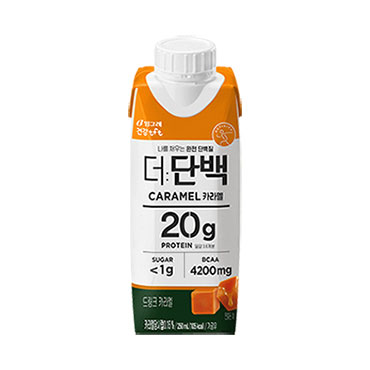 빙그레
건강tft
나를 채우는 완전 단백질
더:단백
CARAMEL 카라멜
20g
PROTEIN
SUGAR
<1g
BCAA
4200mg
드링크 카라멜